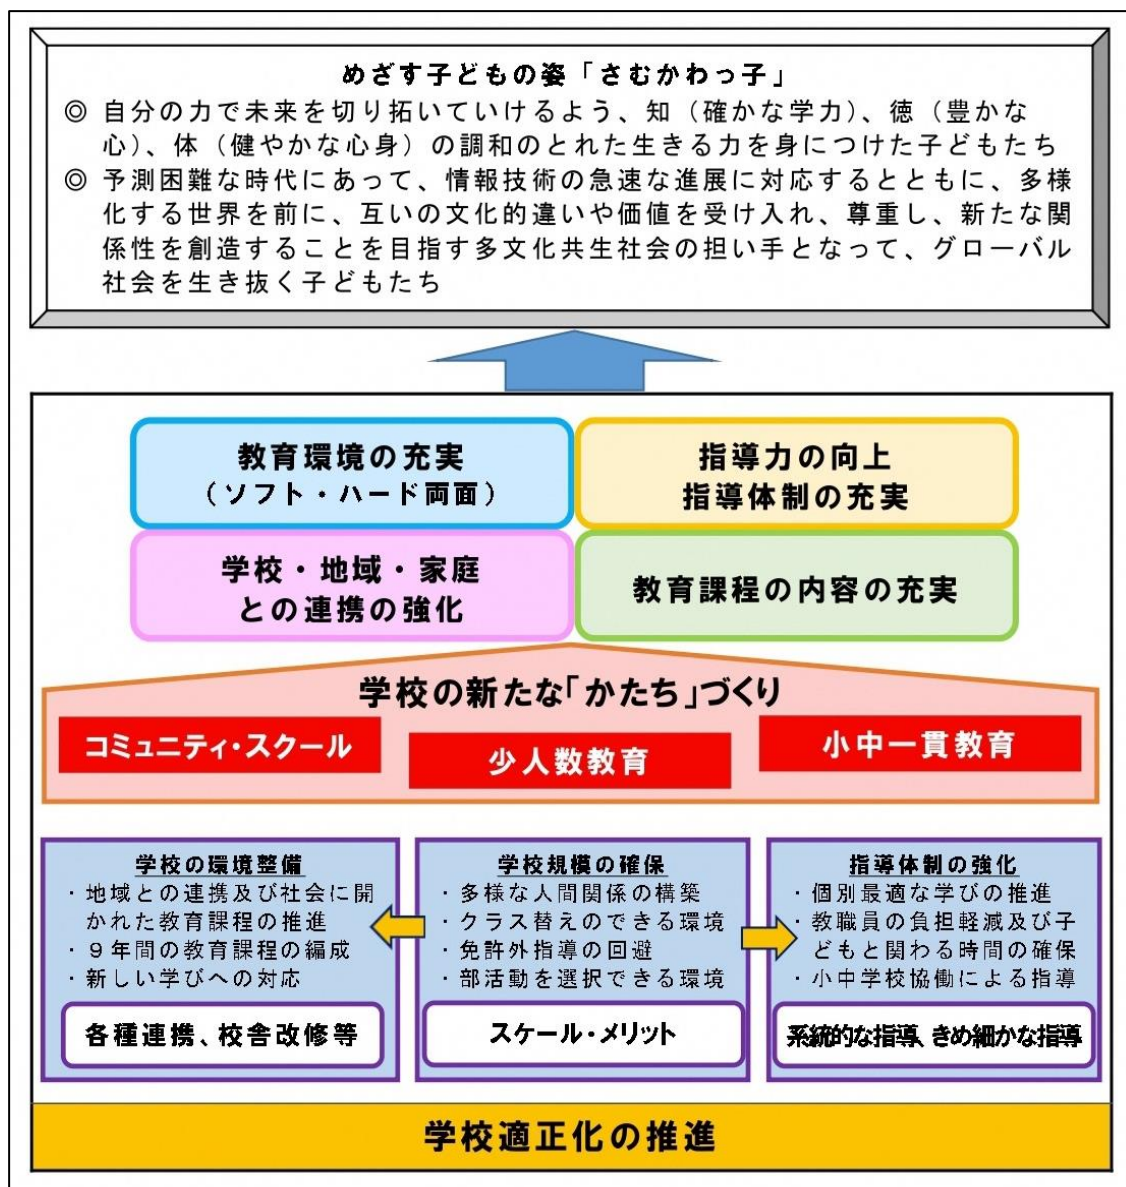 めざす子どもの姿「さむかわっ子」
◎ 自分の力で未来を切り拓いていけるよう、知（確かな学力）、徳（豊かな
心）、体（健やかな心身）の調和のとれた生きる力を身につけた子どもたち
◎ 予測困難な時代にあって、情報技術の急速な進展に対応するとともに、多様
化する世界を前に、互いの文化的違いや価値を受け入れ、尊重し、新たな関
係性を創造することを目指す多文化共生社会の担い手となって、グローバル
社会を生き抜く子どもたち
教育環境の充実
（ソフト・ハード両面）
指導力の向上
指導体制の充実
学校・地域・家庭
との連携の強化
教育課程の内容の充実
学校の新たな「かたち」づくり
コミュニティ・スクール
少人数教育
小中一貫教育
学校の環境整備
・地域との連携及び社会に開
かれた教育課程の推進
・９年間の教育課程の編成
・新しい学びへの対応
各種連携、校舎改修等
学校規模の確保
・多様な人間関係の構築
・クラス替えのできる環境
・免許外指導の回避
・部活動を選択できる環境
スケール・メリット
指導体制の強化
・個別最適な学びの推進
・教職員の負担軽減及び子
どもと関わる時間の確保
・小中学校協働による指導
系統的な指導、きめ細かな指導
学校適正化の推進